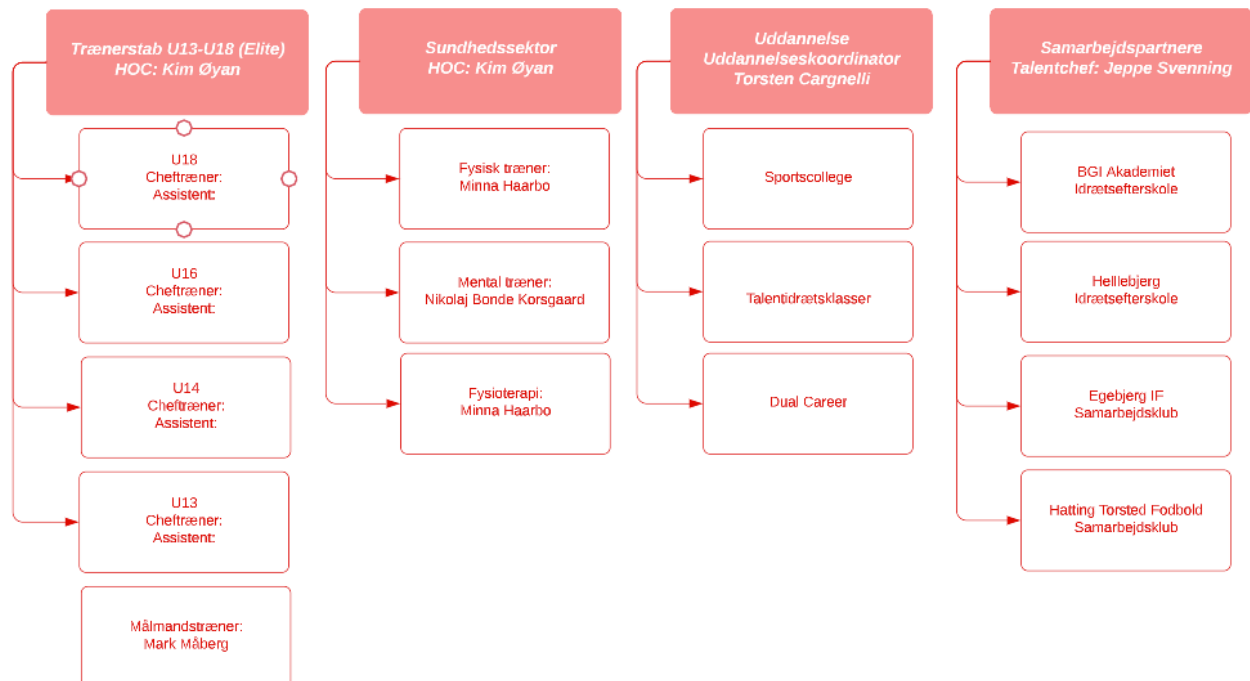 Trænerstab U13-U18 (Elite)
HOC: Kim Øyan
U18
Cheftræner:
Assistent:
U16
Cheftræner:
Assistent:
U14
Cheftræner:
Assistent:
U13
Cheftræner:
Assistent:
Målmandstræner:
Mark Måberg
Sundhedssektor
HOC: Kim Øyan
Fysisk træner:
Minna Haarbo
Mental træner:
Nikolaj Bonde Korsgaard
Fysioterapi:
Minna Haarbo
Uddannelse
Uddannelseskoordinator
Torsten Cargnelli
Sportscollege
Talentidrætsklasser
Dual Career
Samarbejdspartnere
Talentchef: Jeppe Svenning
BGI Akademiet
Idrætsefterskole
Hellebjerg
Idrætsefterskole
Egebjerg IF
Samarbejdsklub
Hatting Torsted Fodbold
Samarbejdsklub